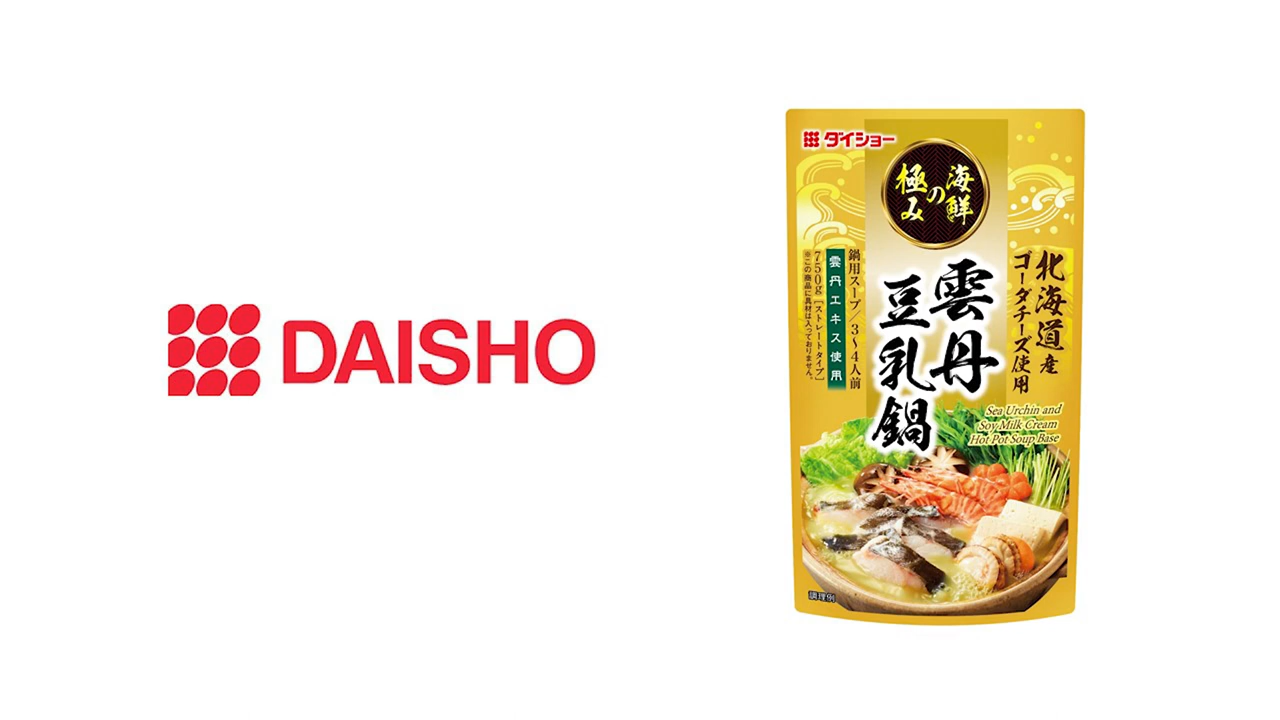 DAISHO
ダイショー
海鮮
の
極み
北海道産
ゴーダチーズ使用
雲丹
豆乳鍋
鍋用スープ/3〜4人前
雲丹エキス使用
750g[ストレートタイプ]
※この商品に具材は入っておりません。
Sea Urchin and
Soy Milk Cream
Hot Pot Soup Base
調理例